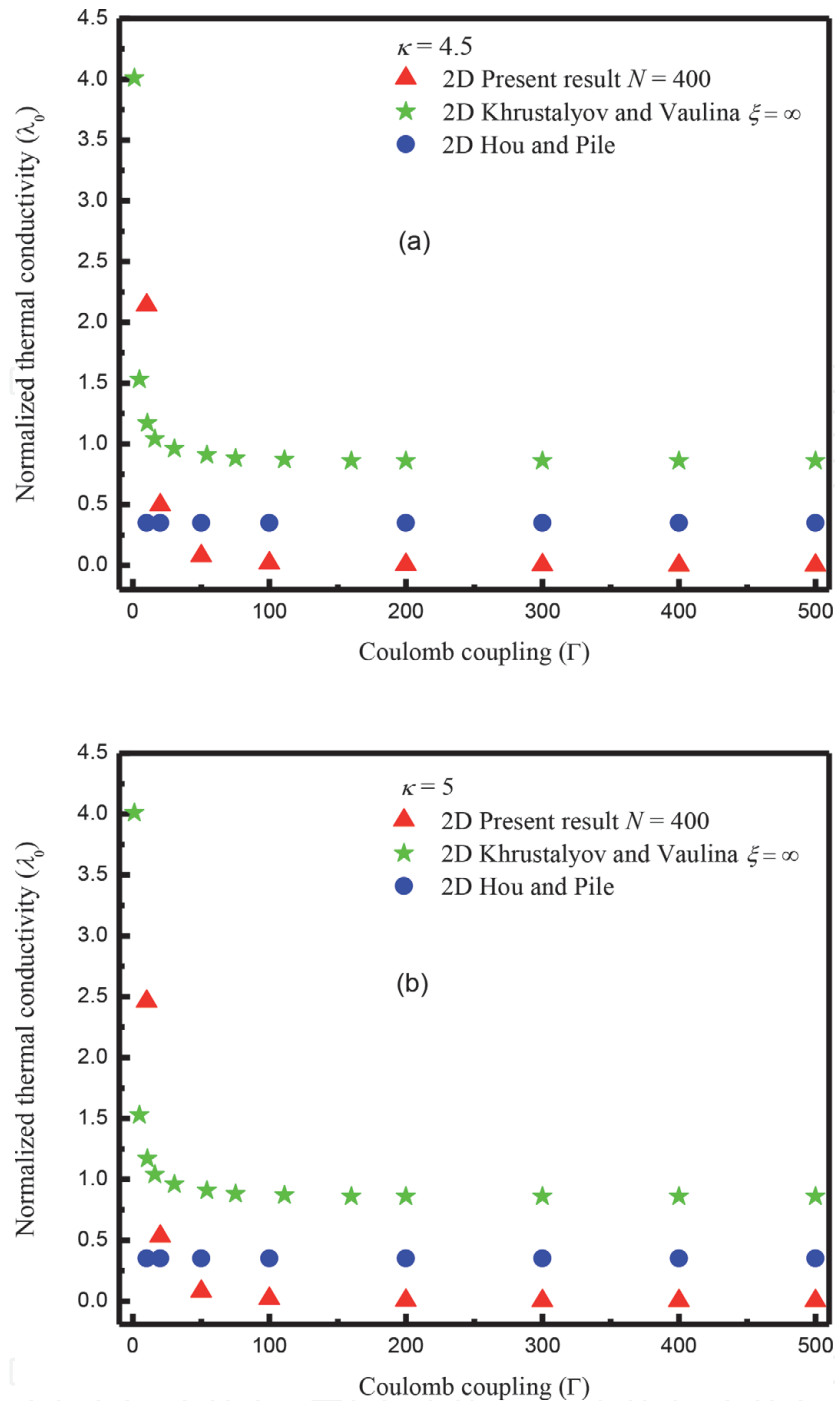 4.5
4.0
3.5
3.0
2.5
2.0
1.5
1.0
0.5
0.0
Normalized thermal conductivity (λ₀)
κ = 4.5
2D Present result N = 400
2D Khrustalyov and Vaulina ξ = ∞
2D Hou and Pile
(a)
0 100 200 300 400 500
Coulomb coupling (Γ)
4.5
4.0
3.5
3.0
2.5
2.0
1.5
1.0
0.5
0.0
Normalized thermal conductivity (λ₀)
κ = 5
2D Present result N = 400
2D Khrustalyov and Vaulina ξ = ∞
2D Hou and Pile
(b)
0 100 200 300 400 500
Coulomb coupling (Γ)